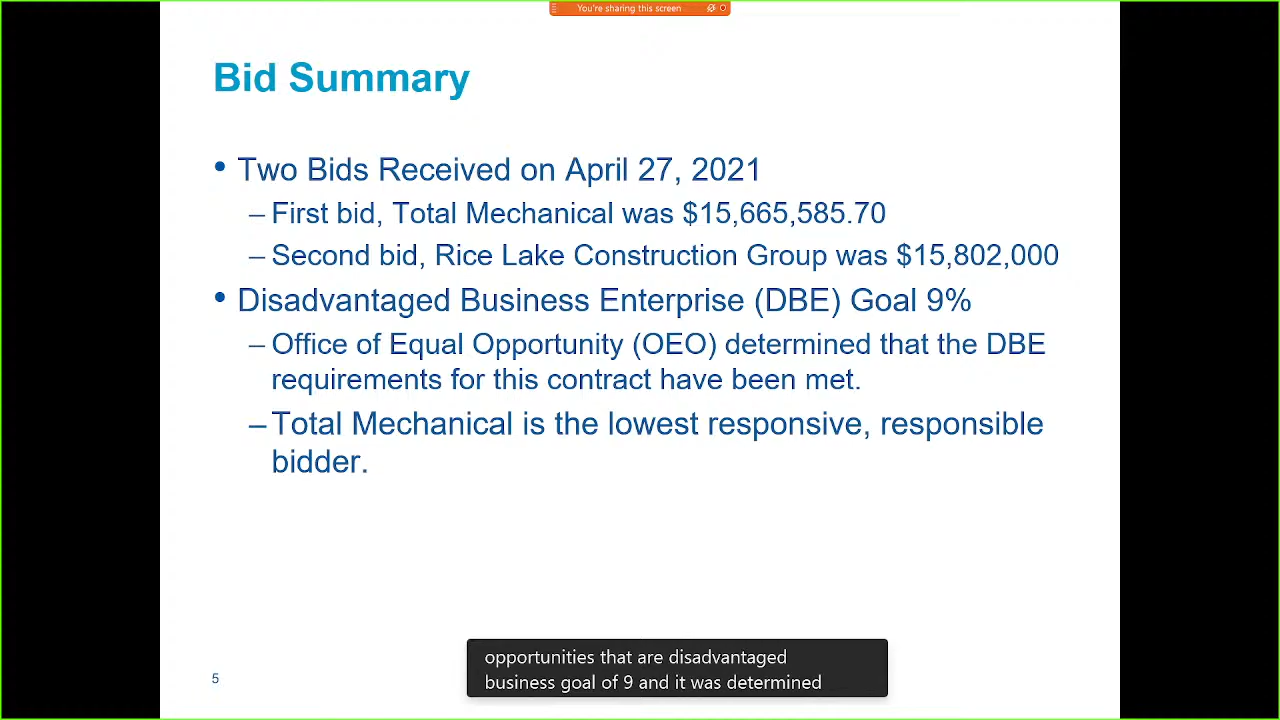 You're sharing this screen
Bid Summary
• Two Bids Received on April 27, 2021
– First bid, Total Mechanical was $15,665,585.70
– Second bid, Rice Lake Construction Group was $15,802,000
• Disadvantaged Business Enterprise (DBE) Goal 9%
– Office of Equal Opportunity (OEO) determined that the DBE
requirements for this contract have been met.
– Total Mechanical is the lowest responsive, responsible
bidder.
opportunities that are disadvantaged
business goal of 9 and it was determined
5